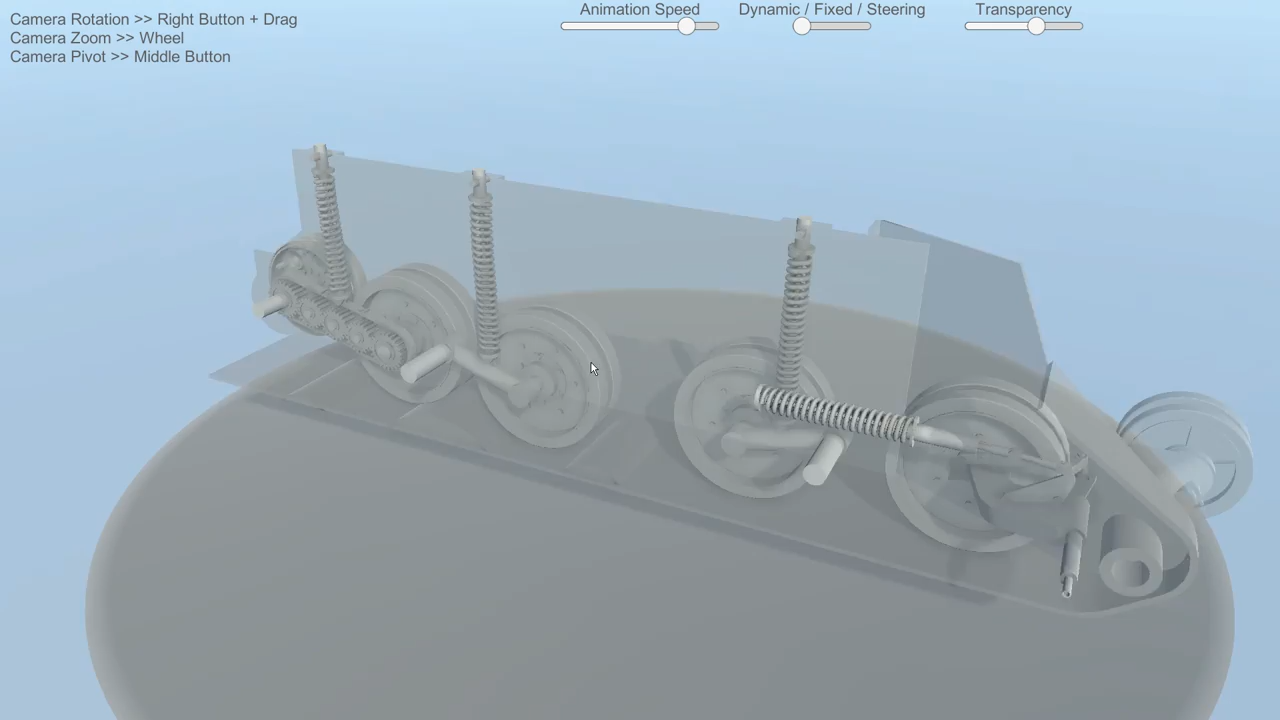 Camera Rotation >> Right Button + Drag
Camera Zoom >> Wheel
Camera Pivot >> Middle Button
Animation Speed
Dynamic / Fixed / Steering
Transparency